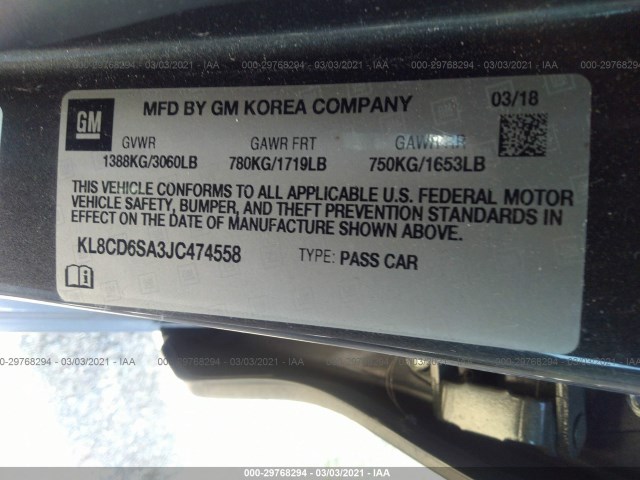 000-29768294 - 03/03/2021 - IAA
GM
MFD BY GM KOREA COMPANY 03/18
GVWR GAWR FRT GAWR RR
1388KG/3060LB 780KG/1719LB 750KG/1653LB
THIS VEHICLE CONFORMS TO ALL APPLICABLE U.S. FEDERAL MOTOR
VEHICLE SAFETY, BUMPER, AND THEFT PREVENTION STANDARDS IN
EFFECT ON THE DATE OF MANUFACTURE SHOWN ABOVE.
KL8CD6SA3JC474558 TYPE: PASS CAR
000-29768294 - 03/03/2021 - IAA
000-29768294 - 03/03/2021 - IAA